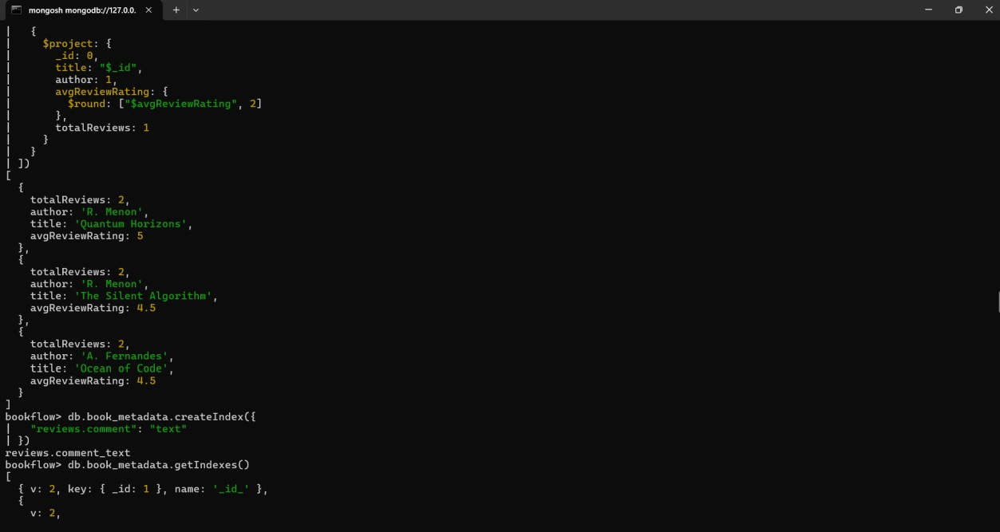 mongosh mongodb://127.0.0.
|    {
|      $project: {
|        _id: 0,
|        title: "$_id",
|        author: 1,
|        avgReviewRating: {
|          $round: ["$avgReviewRating", 2]
|        },
|        totalReviews: 1
|      }
|    }
| ])
[
  {
    totalReviews: 2,
    author: 'R. Menon',
    title: 'Quantum Horizons',
    avgReviewRating: 5
  },
  {
    totalReviews: 2,
    author: 'R. Menon',
    title: 'The Silent Algorithm',
    avgReviewRating: 4.5
  },
  {
    totalReviews: 2,
    author: 'A. Fernandes',
    title: 'Ocean of Code',
    avgReviewRating: 4.5
  }
]
bookflow> db.book_metadata.createIndex({
|   "reviews.comment": "text"
| })
reviews.comment_text
bookflow> db.book_metadata.getIndexes()
[
  { v: 2, key: { _id: 1 }, name: '_id_' },
  {
    v: 2,